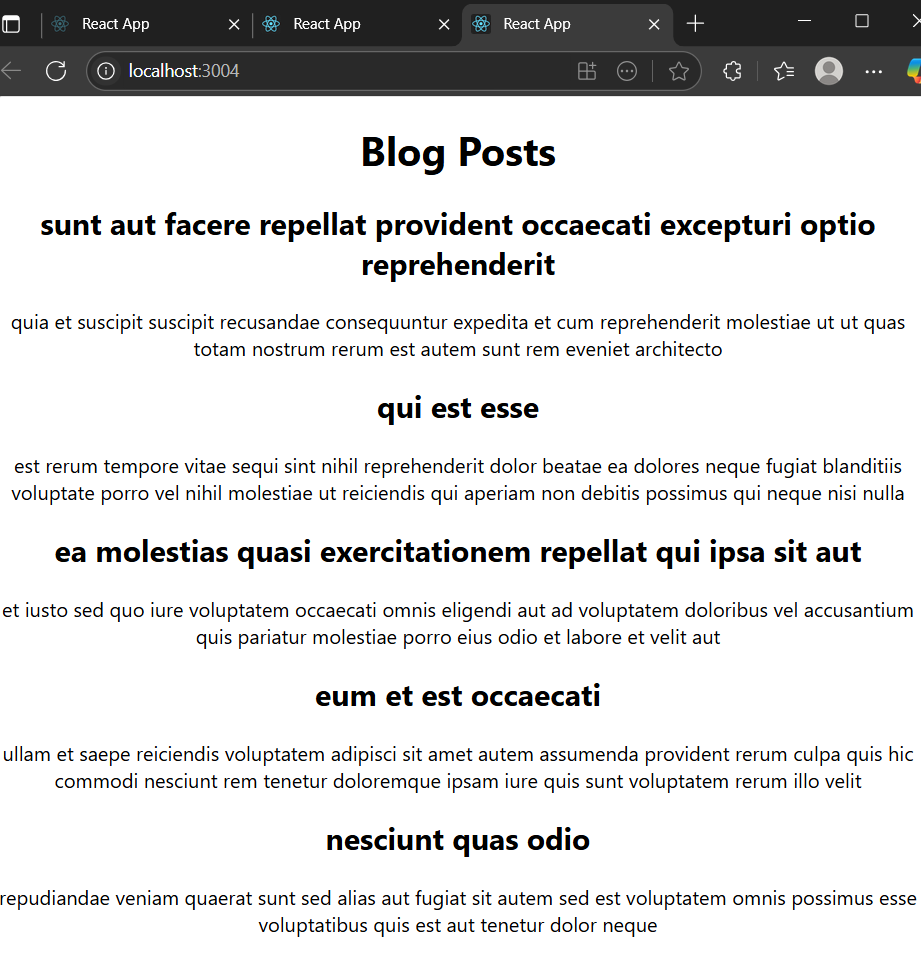 React App
React App
React App
localhost:3004
Blog Posts
sunt aut facere repellat provident occaecati excepturi optio
reprehenderit
quia et suscipit suscipit recusandae consequuntur expedita et cum reprehenderit molestiae ut ut quas
totam nostrum rerum est autem sunt rem eveniet architecto
qui est esse
est rerum tempore vitae sequi sint nihil reprehenderit dolor beatae ea dolores neque fugiat blanditiis
voluptate porro vel nihil molestiae ut reiciendis qui aperiam non debitis possimus qui neque nisi nulla
ea molestias quasi exercitationem repellat qui ipsa sit aut
et iusto sed quo iure voluptatem occaecati omnis eligendi aut ad voluptatem doloribus vel accusantium
quis pariatur molestiae porro eius odio et labore et velit aut
eum et est occaecati
ullam et saepe reiciendis voluptatem adipisci sit amet autem assumenda provident rerum culpa quis hic
commodi nesciunt rem tenetur doloremque ipsam iure quis sunt voluptatem rerum illo velit
nesciunt quas odio
repudiandae veniam quaerat sunt sed alias aut fugiat sit autem sed est voluptatem omnis possimus esse
voluptatibus quis est aut tenetur dolor neque